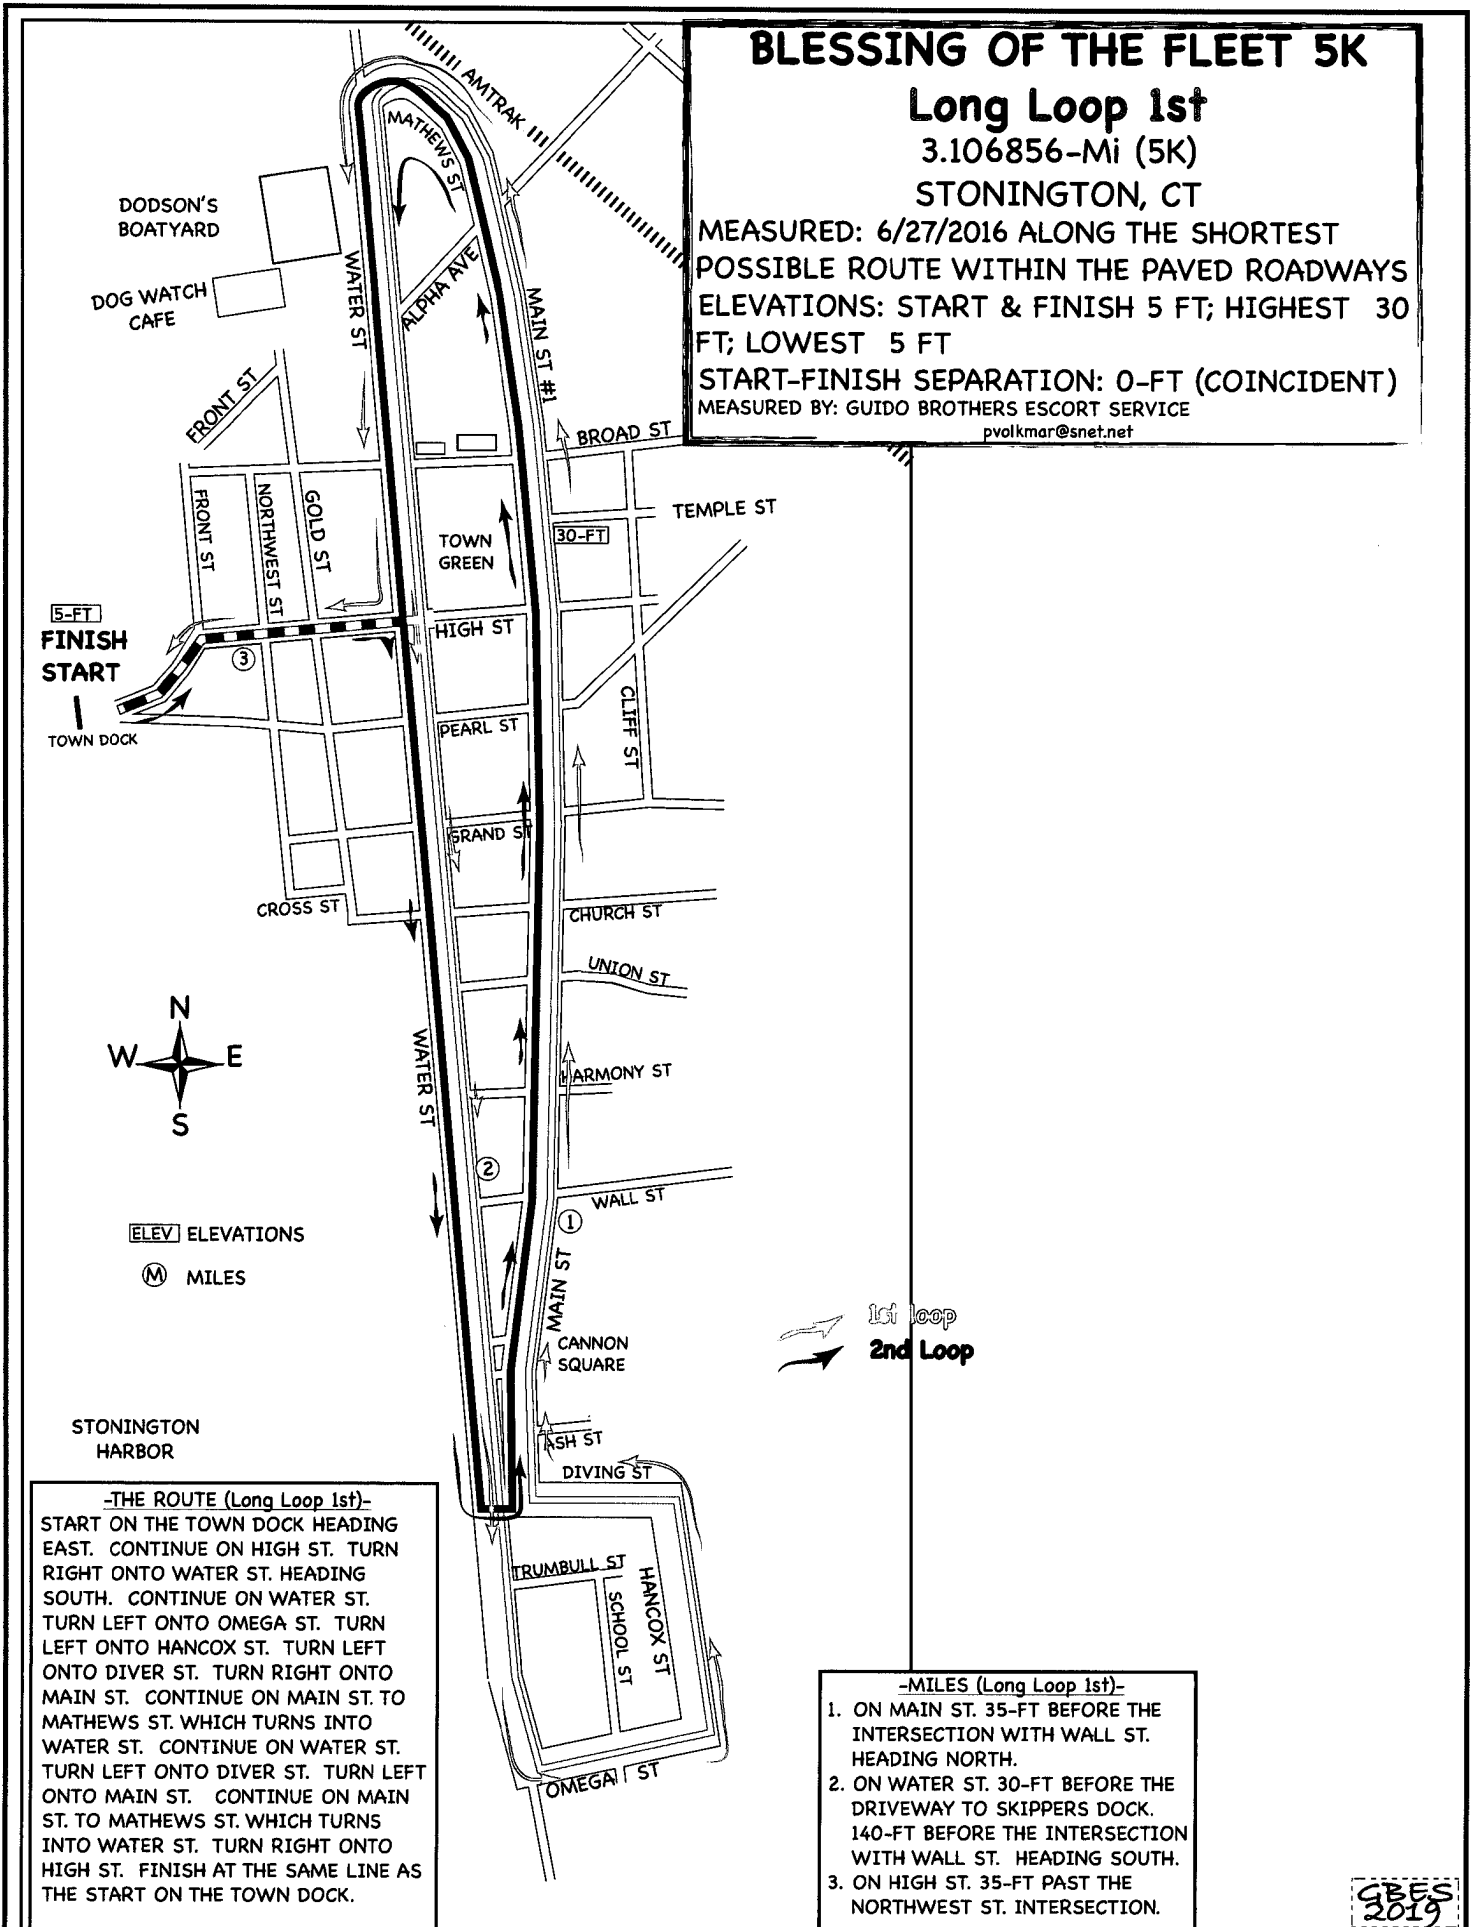 BLESSING OF THE FLEET 5K
Long Loop 1st
3.106856-Mi (5K)
STONINGTON, CT
MEASURED: 6/27/2016 ALONG THE SHORTEST
POSSIBLE ROUTE WITHIN THE PAVED ROADWAYS
ELEVATIONS: START & FINISH 5 FT; HIGHEST 30
FT; LOWEST 5 FT
START-FINISH SEPARATION: 0-FT (COINCIDENT)
MEASURED BY: GUIDO BROTHERS ESCORT SERVICE
pvolkmar@snet.net
AMTRAK
MATHEWS ST
DODSON'S
BOATYARD
WATER ST
ALPHA AVE
DOG WATCH
CAFE
MAIN ST #1
FRONT ST
BROAD ST
FRONT ST
NORTHWEST ST
GOLD ST
TEMPLE ST
TOWN
GREEN
30-FT
5-FT
FINISH
START
TOWN DOCK
HIGH ST
3
CLIFF ST
PEARL ST
GRAND ST
CROSS ST
CHURCH ST
UNION ST
N
W E
S
WATER ST
HARMONY ST
2
WALL ST
1
ELEV ELEVATIONS
M MILES
MAIN ST
CANNON
SQUARE
1st loop
2nd Loop
STONINGTON
HARBOR
ASH ST
DIVING ST
TRUMBULL ST
SCHOOL ST
HANCOX ST
OMEGA ST
-THE ROUTE (Long Loop 1st)-
START ON THE TOWN DOCK HEADING
EAST. CONTINUE ON HIGH ST. TURN
RIGHT ONTO WATER ST. HEADING
SOUTH. CONTINUE ON WATER ST.
TURN LEFT ONTO OMEGA ST. TURN
LEFT ONTO HANCOX ST. TURN LEFT
ONTO DIVER ST. TURN RIGHT ONTO
MAIN ST. CONTINUE ON MAIN ST. TO
MATHEWS ST. WHICH TURNS INTO
WATER ST. CONTINUE ON WATER ST.
TURN LEFT ONTO DIVER ST. TURN LEFT
ONTO MAIN ST. CONTINUE ON MAIN
ST. TO MATHEWS ST. WHICH TURNS
INTO WATER ST. TURN RIGHT ONTO
HIGH ST. FINISH AT THE SAME LINE AS
THE START ON THE TOWN DOCK.
-MILES (Long Loop 1st)-
1. ON MAIN ST. 35-FT BEFORE THE
INTERSECTION WITH WALL ST.
HEADING NORTH.
2. ON WATER ST. 30-FT BEFORE THE
DRIVEWAY TO SKIPPERS DOCK.
140-FT BEFORE THE INTERSECTION
WITH WALL ST. HEADING SOUTH.
3. ON HIGH ST. 35-FT PAST THE
NORTHWEST ST. INTERSECTION.
GBES
2019